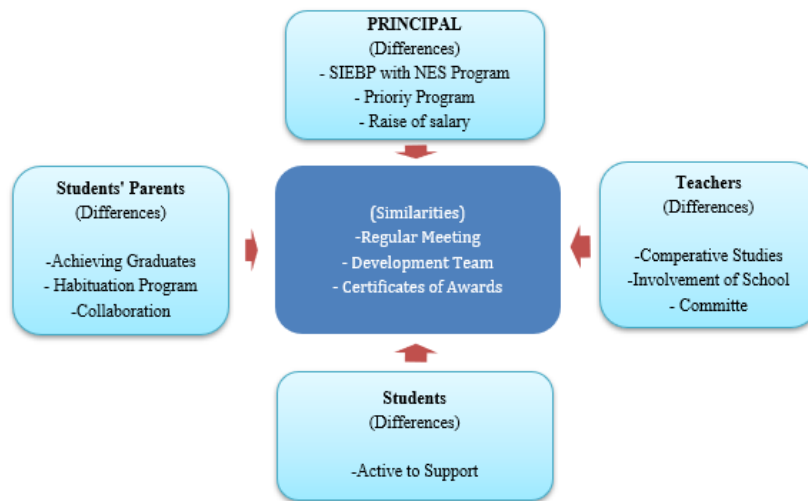 PRINCIPAL
(Differences)
- SIEBP with NES Program
- Prioriy Program
- Raise of salary
Students' Parents
(Differences)
-Achieving Graduates
- Habituation Program
-Collaboration
(Similarities)
-Regular Meeting
- Development Team
- Certificates of Awards
Teachers
(Differences)
-Comperative Studies
-Involvement of School
- Committe
Students
(Differences)
-Active to Support